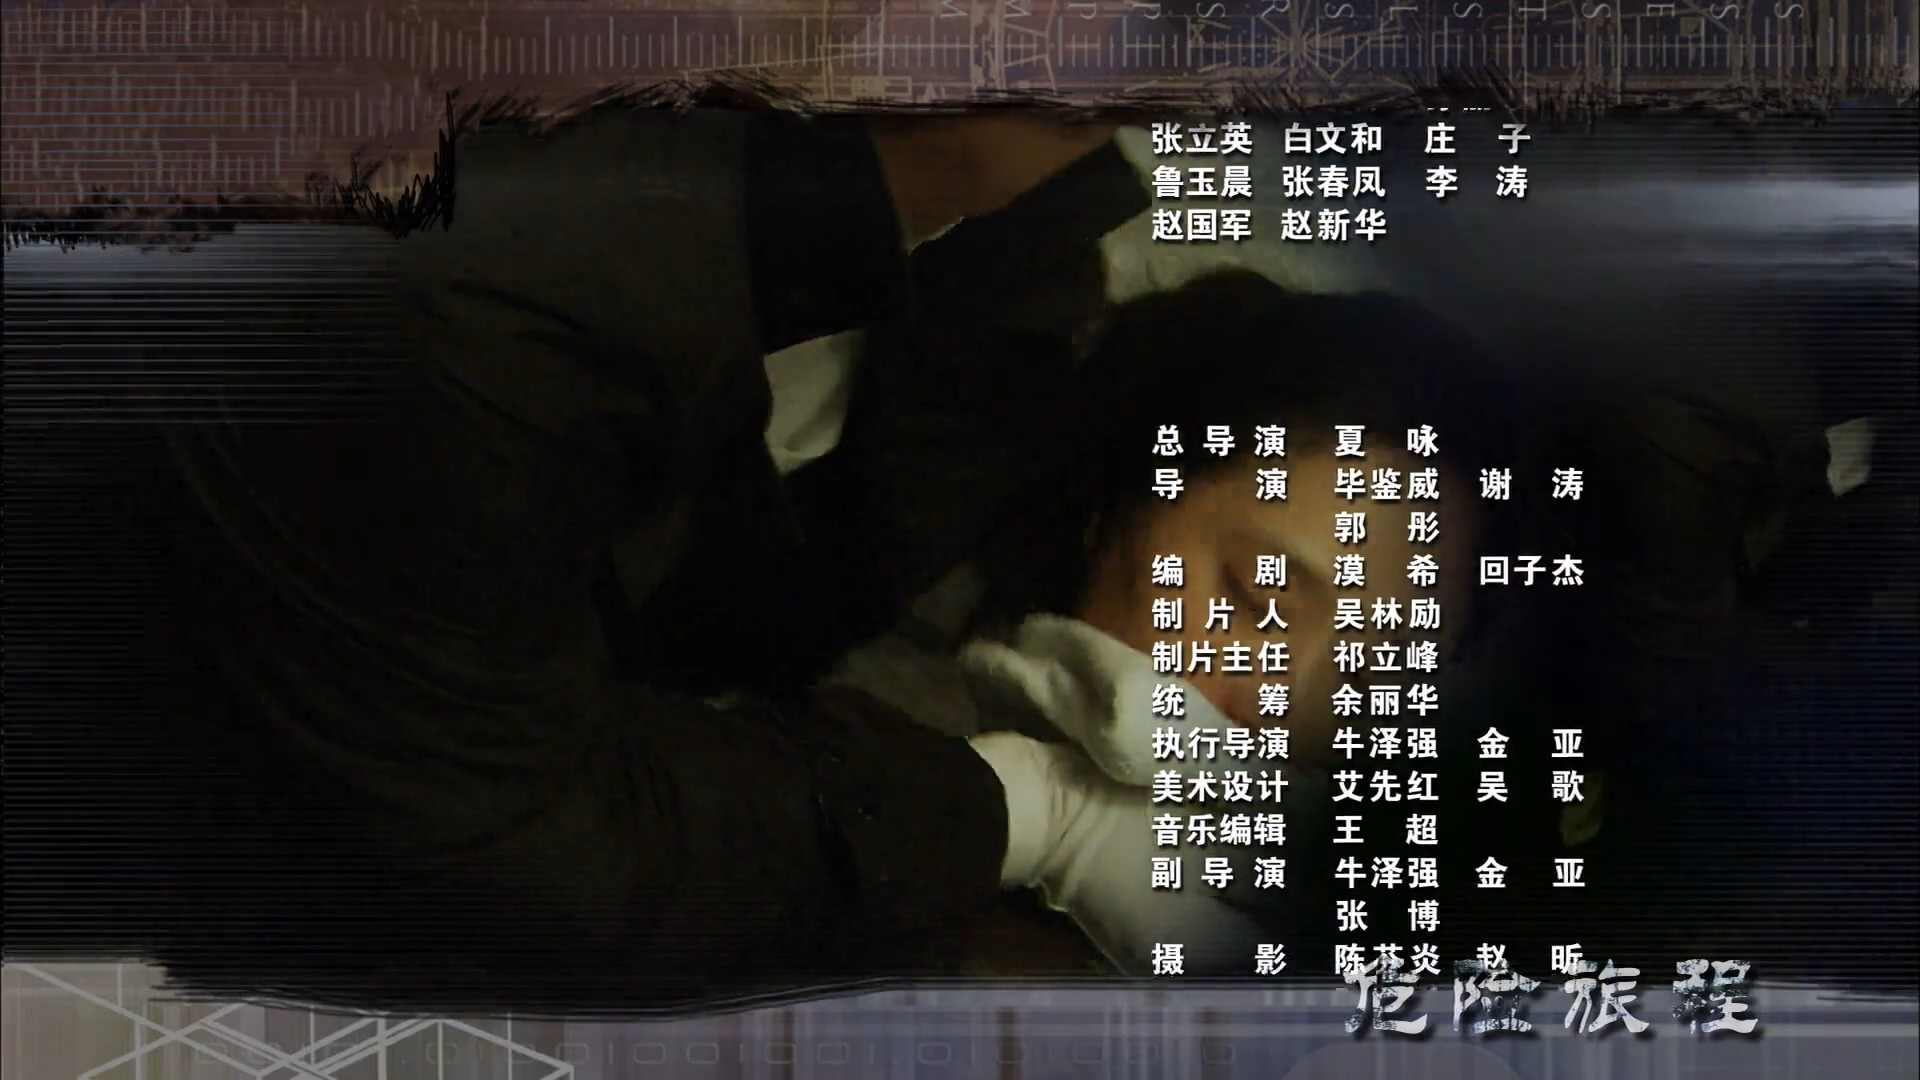 张立英 白文和 庄 子
鲁玉晨 张春凤 李 涛
赵国军 赵新华
总 导 演 夏 咏
导 演 毕鉴威 谢 涛
郭 彤
编 剧 漠 希 回子杰
制 片 人 吴林励
制片主任 祁立峰
统 筹 余丽华
执行导演 牛泽强 金 亚
美术设计 艾先红 吴 歌
音乐编辑 王 超
副 导 演 牛泽强 金 亚
张 博
摄 影 陈 炎 赵 昕
危险旅程